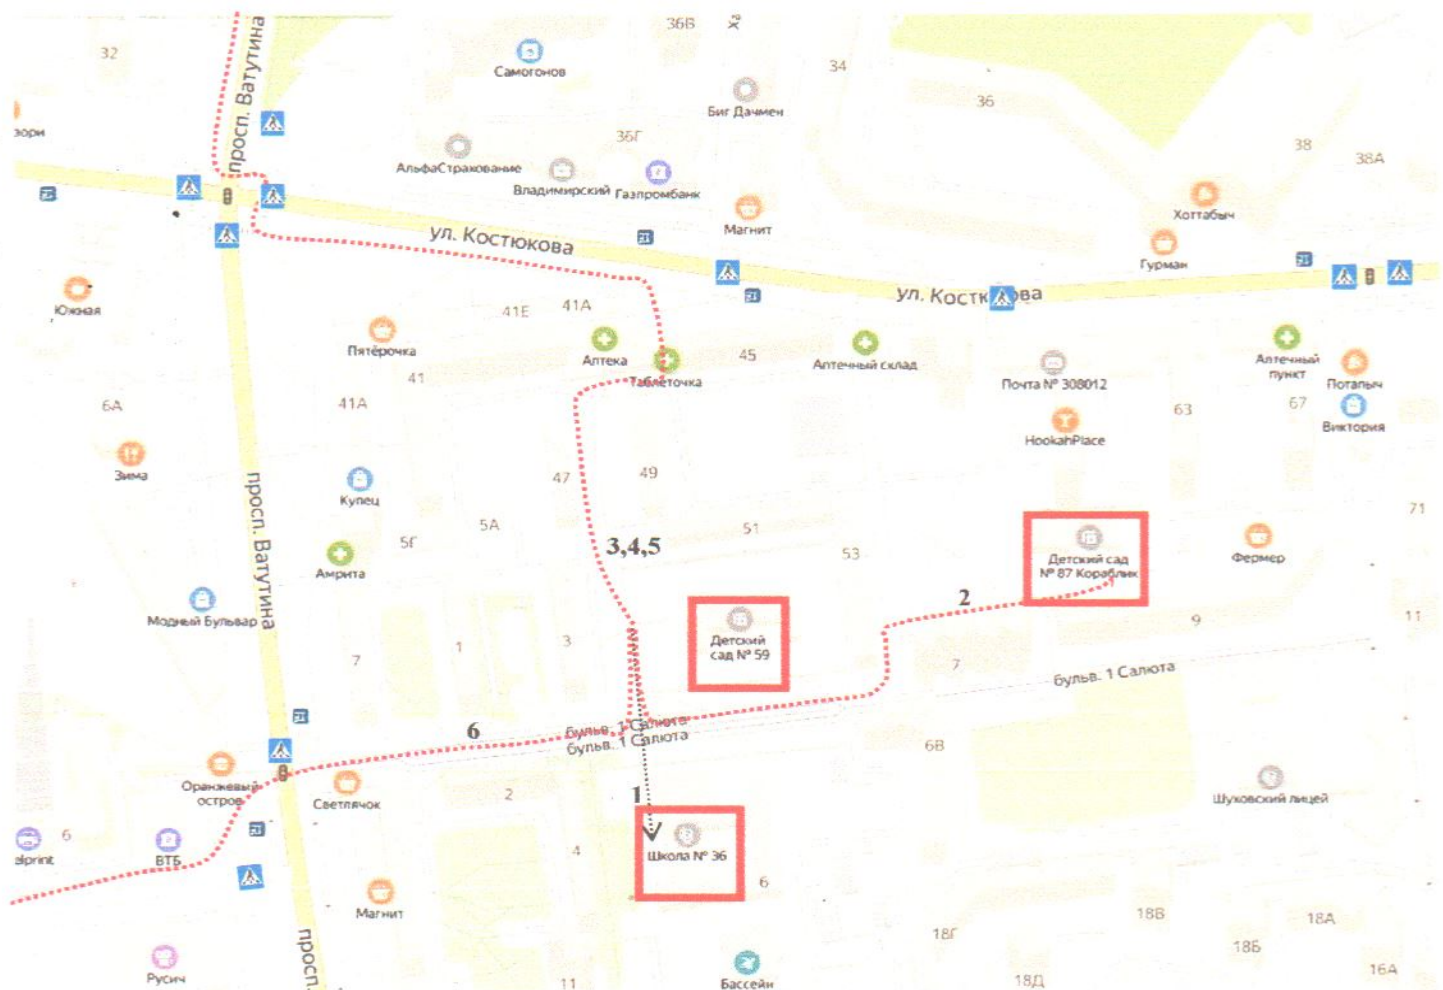 32
просп. Ватутина
Самогонов
36В
34
Биг Дачмен
36
36Г
38
38А
зори
АльфаСтрахование
Владимирский
Газпромбанк
Магнит
Хоттабыч
Гурман
ул. Костюкова
ул. Костюкова
Южная
41Е
41А
Пятёрочка
Аптека
Таблеточка
45
Аптечный склад
Почта № 308012
Аптечный
пункт
Потапыч
41
6А
41А
63
67
Виктория
HookahPlace
Зима
просп. Ватутина
Купец
47
49
71
5А
5Г
51
53
3,4,5
Амрита
Детский сад
№ 87 Кораблик
Фермер
2
Модный Бульвар
1
3
Детский
сад № 59
9
11
7
7
бульв. 1 Салюта
6
бульв. 1 Салюта
бульв. 1 Салюта
6В
Оранжевый
остров
Светлячок
2
1
Шуховский лицей
6
elprint
ВТБ
4
Школа № 36
6
Магнит
18Г
18В
18А
18Б
просп.
Русич
11
Бассейн
18Д
16А